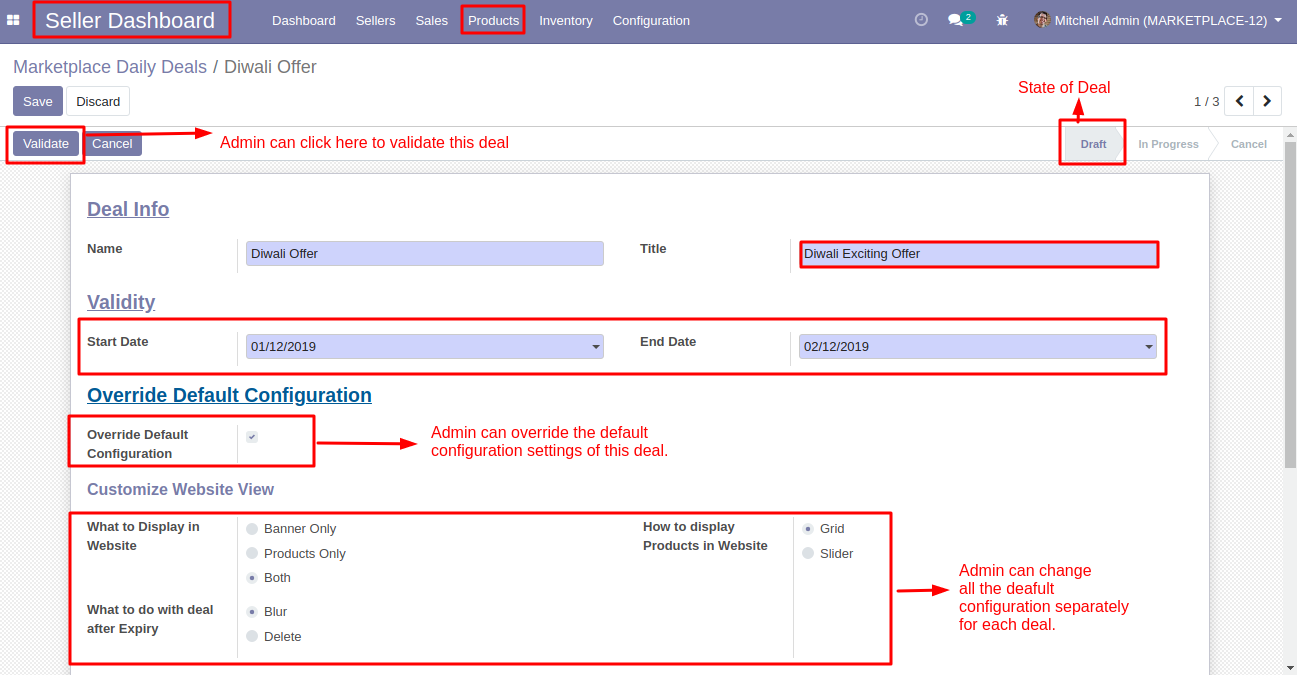 Seller Dashboard Dashboard Sellers Sales Products Inventory Configuration 2 Mitchell Admin (MARKETPLACE-12)
Marketplace Daily Deals / Diwali Offer
State of Deal
Save Discard 1 / 3
Validate Cancel Admin can click here to validate this deal Draft In Progress Cancel
Deal Info
Name Diwali Offer Title Diwali Exciting Offer
Validity
Start Date 01/12/2019 End Date 02/12/2019
Override Default Configuration
Override Default
Configuration
Admin can override the default
configuration settings of this deal.
Customize Website View
What to Display in
Website
Banner Only
Products Only
Both
How to display
Products in Website
Grid
Slider
What to do with deal
after Expiry
Blur
Delete
Admin can change
all the deafult
configuration separately
for each deal.